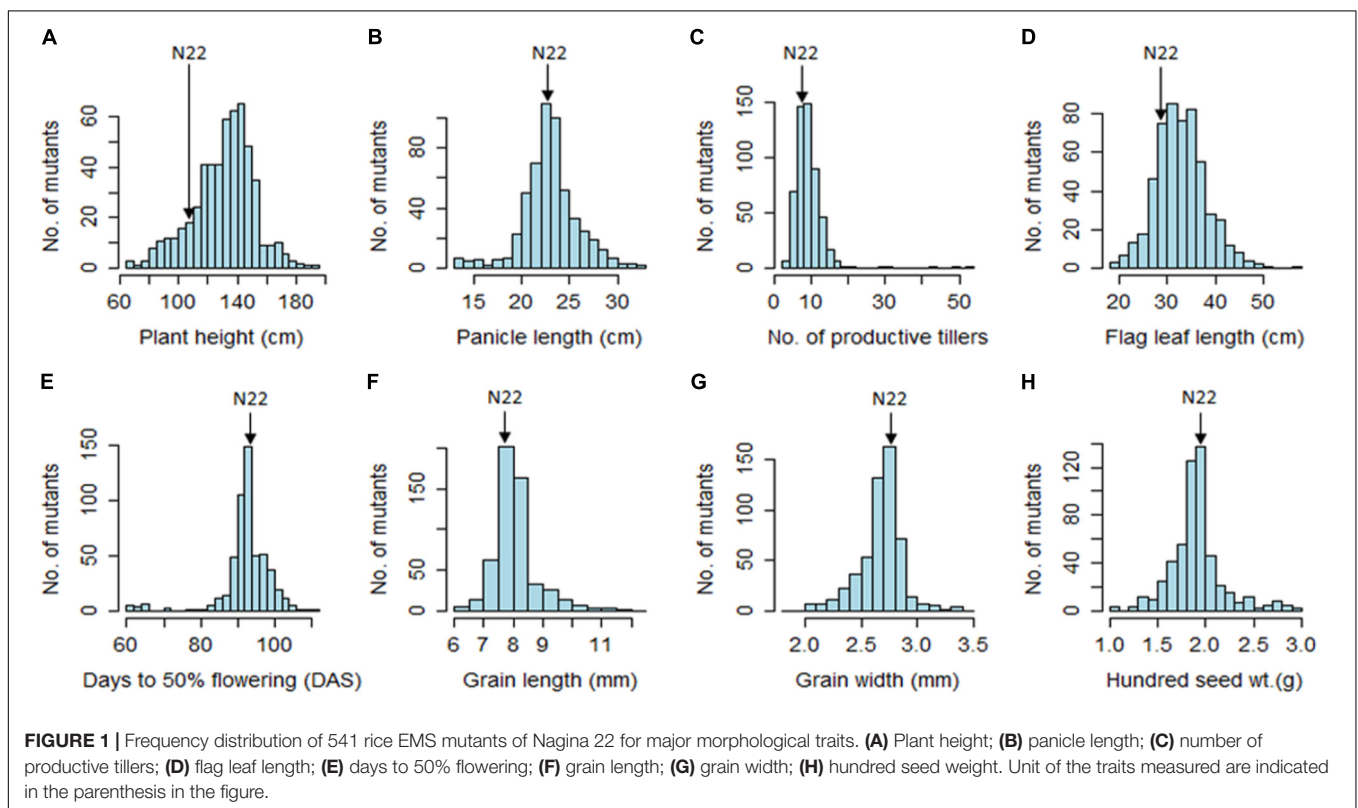 A B C D
N22 N22 N22 N22
No. of mutants
0 20 40 60
60 100 140 180
Plant height (cm)
No. of mutants
0 40 80
15 20 25 30
Panicle length (cm)
No. of mutants
0 50 100 150
0 10 30 50
No. of productive tillers
No. of mutants
0 20 40 60 80
20 30 40 50
Flag leaf length (cm)
E F G H
N22 N22 N22 N22
No. of mutants
0 50 100 150
60 80 100
Days to 50% flowering (DAS)
No. of mutants
0 50 150
6 7 8 9 11
Grain length (mm)
No. of mutants
0 50 100 150
2.0 2.5 3.0 3.5
Grain width (mm)
No. of mutants
0 40 80 120
1.0 1.5 2.0 2.5 3.0
Hundred seed wt.(g)
FIGURE 1 | Frequency distribution of 541 rice EMS mutants of Nagina 22 for major morphological traits. (A) Plant height; (B) panicle length; (C) number of
productive tillers; (D) flag leaf length; (E) days to 50% flowering; (F) grain length; (G) grain width; (H) hundred seed weight. Unit of the traits measured are indicated
in the parenthesis in the figure.